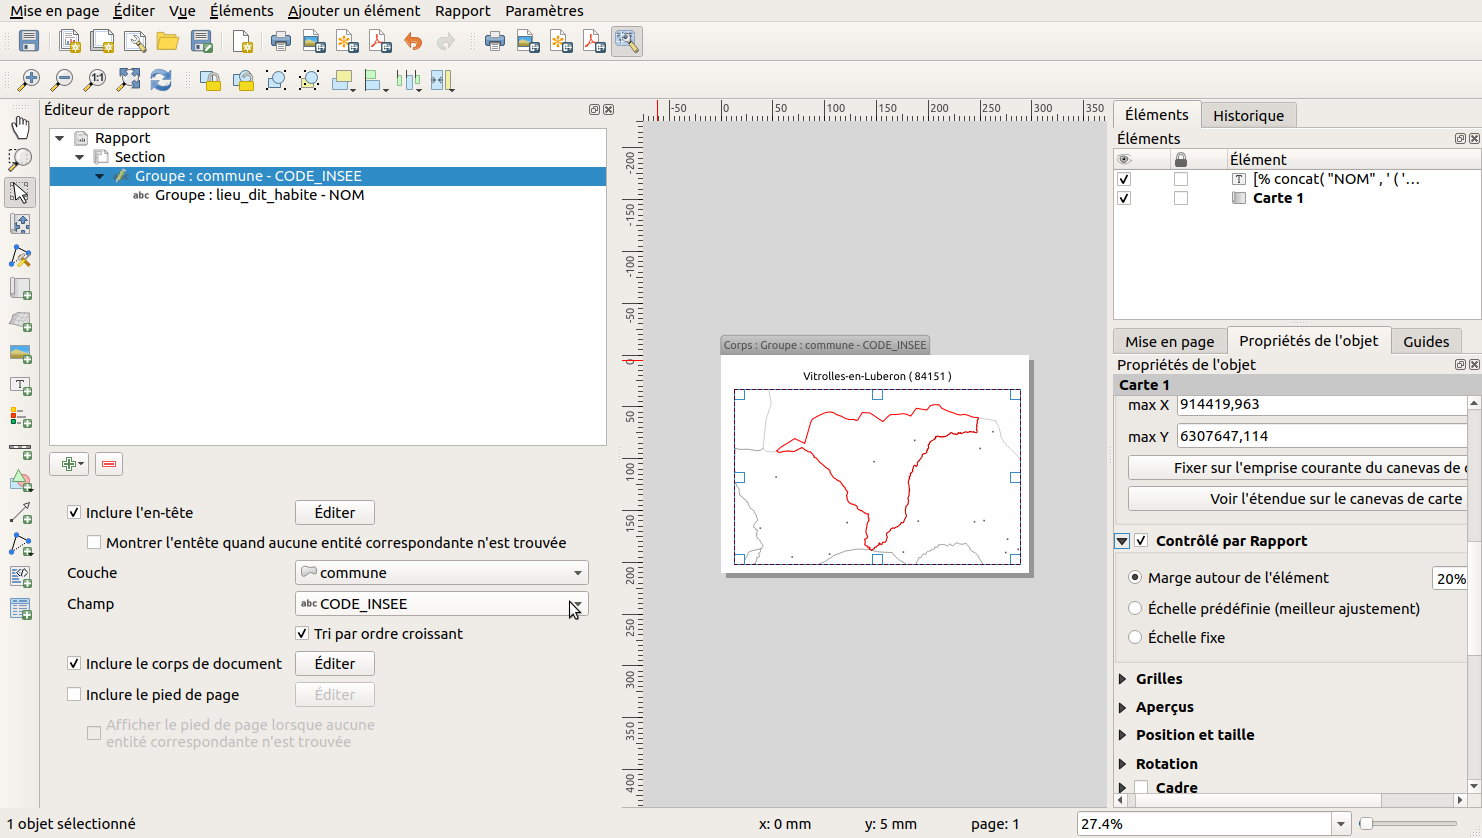 Mise en page Éditer Vue Éléments Ajouter un élément Rapport Paramètres
Éditeur de rapport
Rapport
Section
Groupe : commune - CODE_INSEE
abc Groupe : lieu_dit_habite - NOM
Inclure l'en-tête Éditer
Montrer l'entête quand aucune entité correspondante n'est trouvée
Couche commune
Champ abc CODE_INSEE
Tri par ordre croissant
Inclure le corps de document Éditer
Inclure le pied de page Éditer
Afficher le pied de page lorsque aucune
entité correspondante n'est trouvée
-50 0 50 100 150 200 250 300 350
-200
-150
-100
-50
0
50
100
150
200
250
300
350
400
Corps : Groupe : commune - CODE_INSEE
Vitrolles-en-Luberon ( 84151 )
Éléments Historique
Éléments
Élément
[% concat( "NOM" , ' ( '...
Carte 1
Mise en page Propriétés de l'objet Guides
Propriétés de l'objet
Carte 1
max X 914419,963
max Y 6307647,114
Fixer sur l'emprise courante du canevas de c
Voir l'étendue sur le canevas de carte
Contrôlé par Rapport
Marge autour de l'élément 20%
Échelle prédéfinie (meilleur ajustement)
Échelle fixe
Grilles
Aperçus
Position et taille
Rotation
Cadre
1 objet sélectionné x: 0 mm y: 5 mm page: 1 27.4%